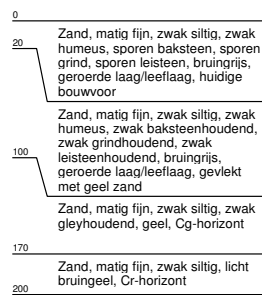 0
Zand, matig fijn, zwak siltig, zwak
20
humeus, sporen baksteen, sporen
grind, sporen leisteen, bruingrijs,
geroerde laag/leeflaag, huidige
bouwvoor
Zand, matig fijn, zwak siltig, zwak
humeus, zwak baksteenhoudend,
zwak grindhoudend, zwak
100
leisteenhoudend, bruingrijs,
geroerde laag/leeflaag, gevlekt
met geel zand
Zand, matig fijn, zwak siltig, zwak
gleyhoudend, geel, Cg-horizont
170
Zand, matig fijn, zwak siltig, licht
bruingeel, Cr-horizont
200